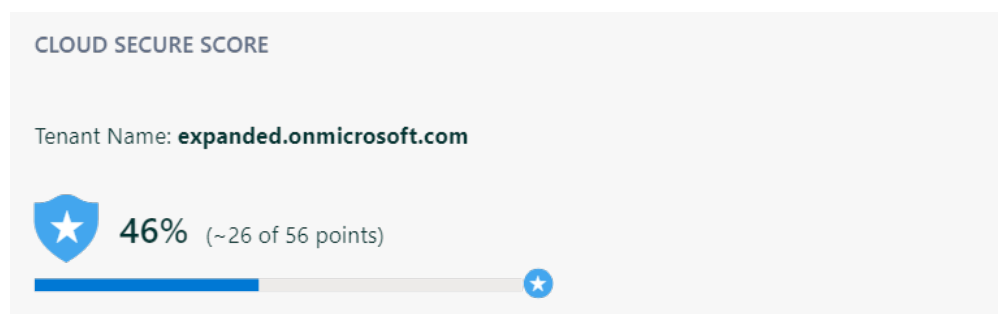 CLOUD SECURE SCORE
Tenant Name: expanded.onmicrosoft.com
46% (~26 of 56 points)